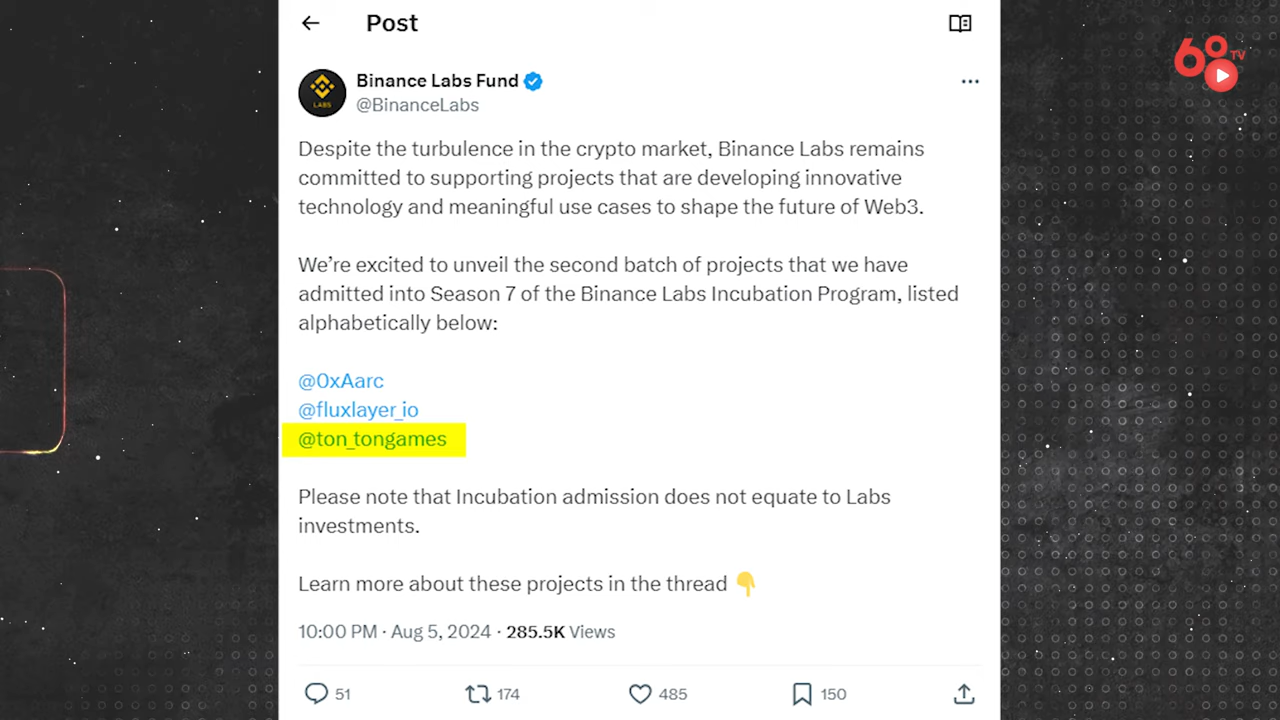 Post
60 TV
Binance Labs Fund
@BinanceLabs
LABS
Despite the turbulence in the crypto market, Binance Labs remains
committed to supporting projects that are developing innovative
technology and meaningful use cases to shape the future of Web3.
We’re excited to unveil the second batch of projects that we have
admitted into Season 7 of the Binance Labs Incubation Program, listed
alphabetically below:
@0xAarc
@fluxlayer_io
@ton_tongames
Please note that Incubation admission does not equate to Labs
investments.
Learn more about these projects in the thread 👇
10:00 PM · Aug 5, 2024 · 285.5K Views
51 174 485 150